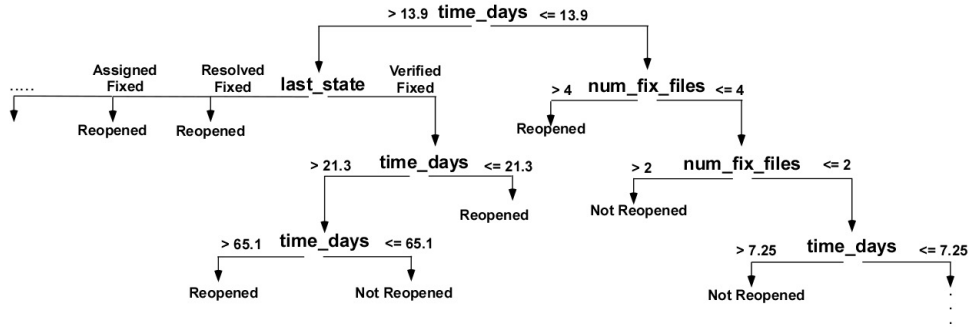 > 13.9 time_days <= 13.9
..... Assigned Fixed Resolved Fixed last_state Verified Fixed
> 4 num_fix_files <= 4
Reopened Reopened Reopened
> 21.3 time_days <= 21.3
> 2 num_fix_files <= 2
Reopened Not Reopened
> 65.1 time_days <= 65.1
> 7.25 time_days <= 7.25
Reopened Not Reopened Not Reopened
.
.
.